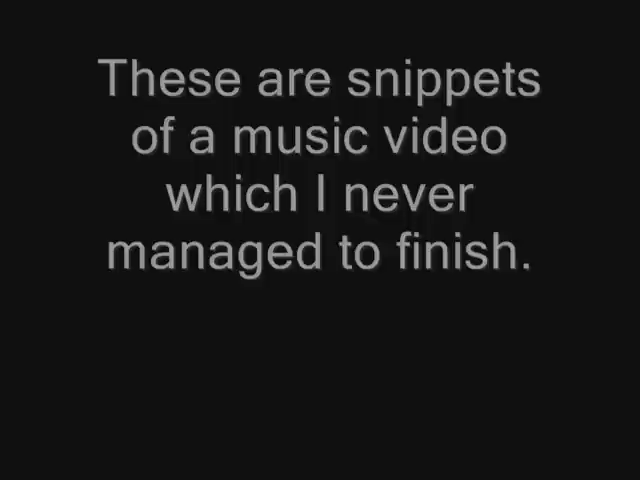 These are snippets
of a music video
which I never
managed to finish.